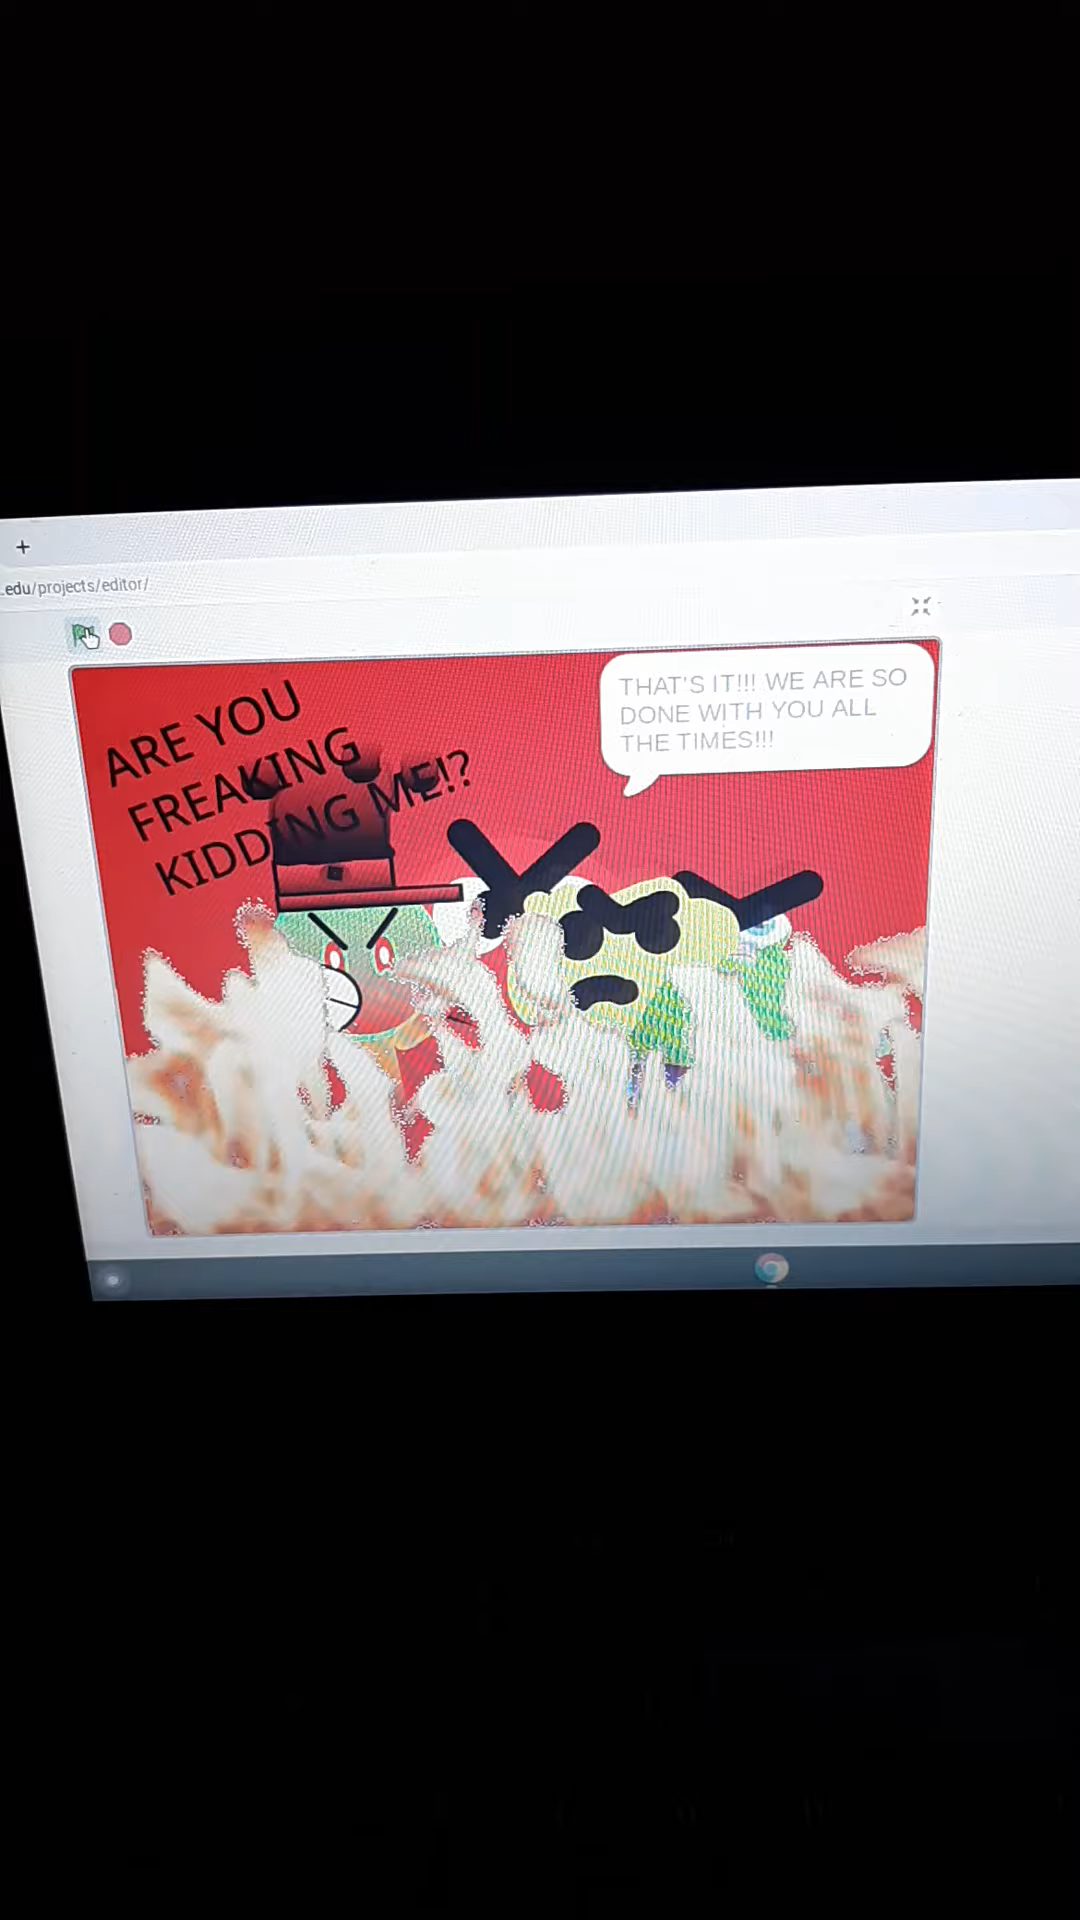 +
.edu/projects/editor/
ARE YOU
FREAKING
KIDDING ME!?
THAT'S IT!!! WE ARE SO
DONE WITH YOU ALL
THE TIMES!!!